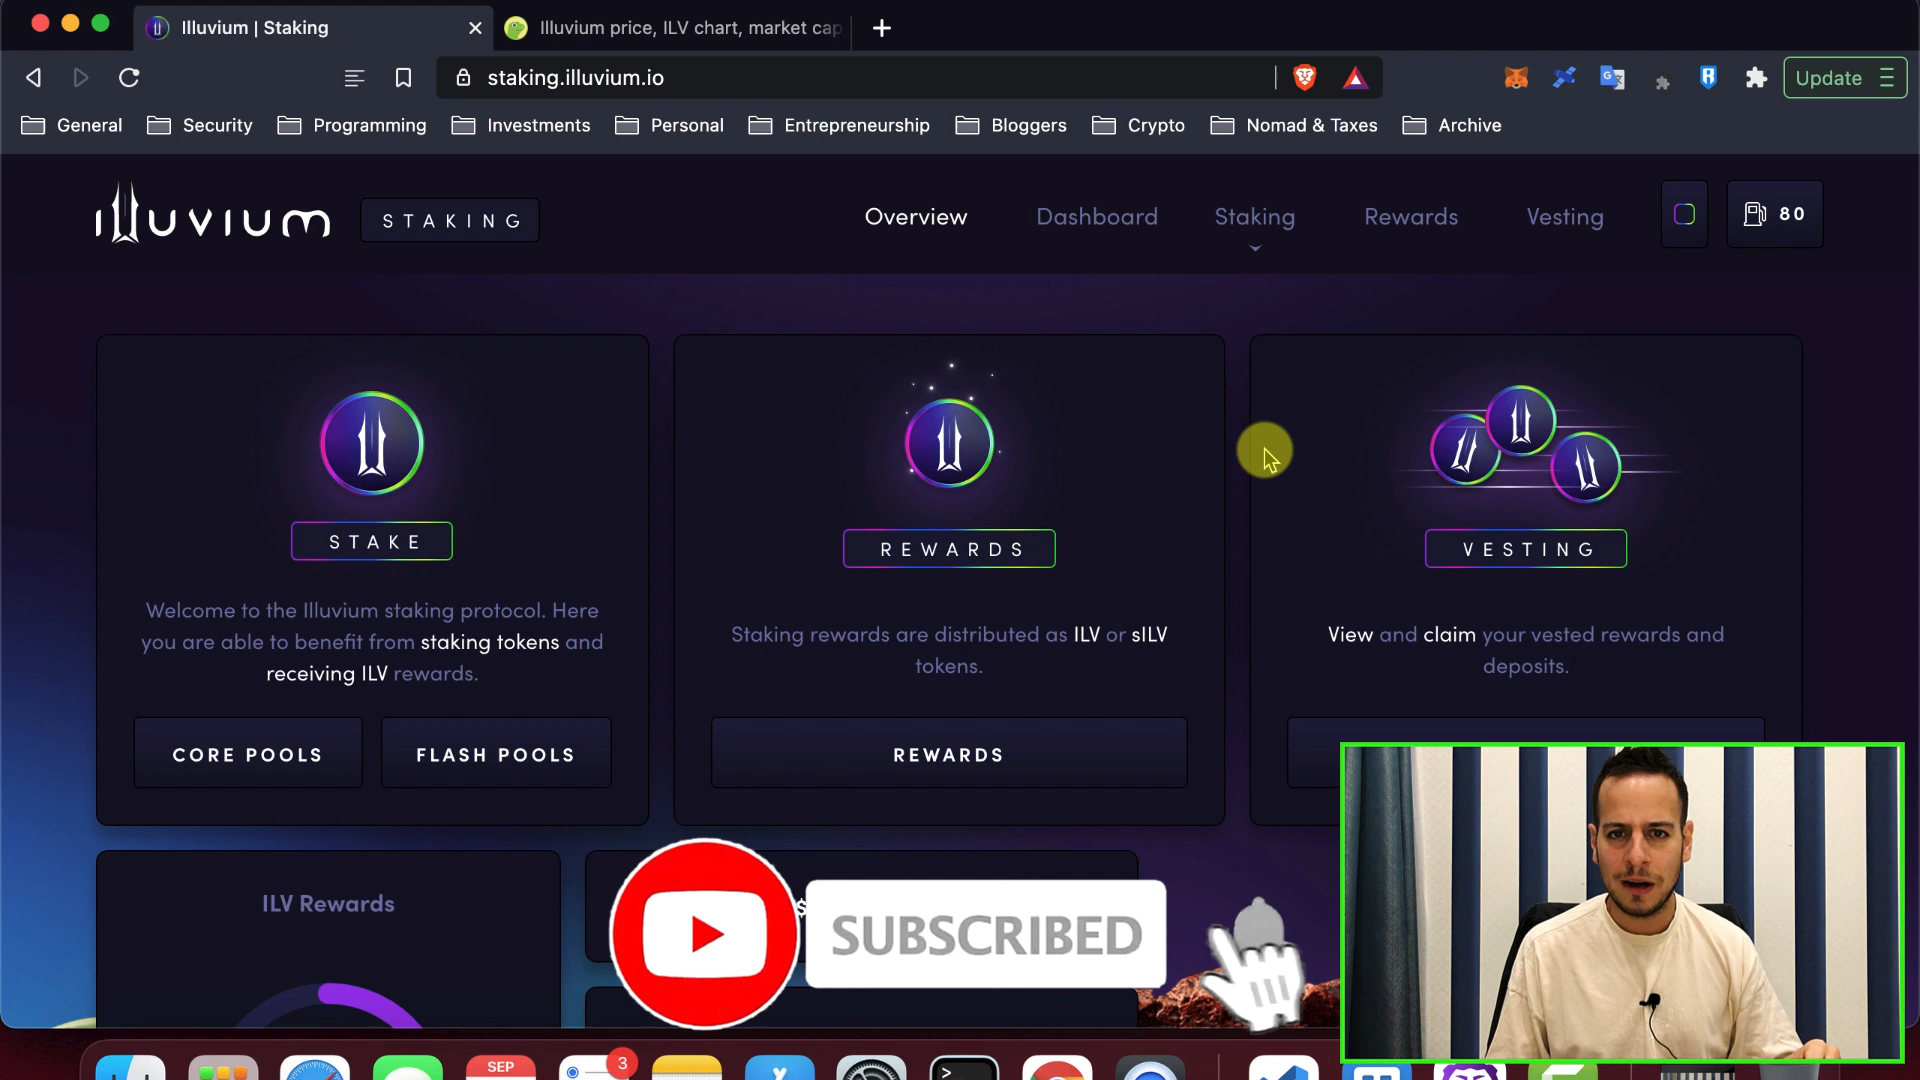 Illuvium | Staking
Illuvium price, ILV chart, market cap
staking.illuvium.io
Update
General Security Programming Investments Personal Entrepreneurship Bloggers Crypto Nomad & Taxes Archive
illuvium STAKING Overview Dashboard Staking Rewards Vesting 80
STAKE
Welcome to the Illuvium staking protocol. Here
you are able to benefit from staking tokens and
receiving ILV rewards.
CORE POOLS FLASH POOLS
REWARDS
Staking rewards are distributed as ILV or sILV
tokens.
REWARDS
VESTING
View and claim your vested rewards and
deposits.
ILV Rewards
$
SUBSCRIBED
SEP
3